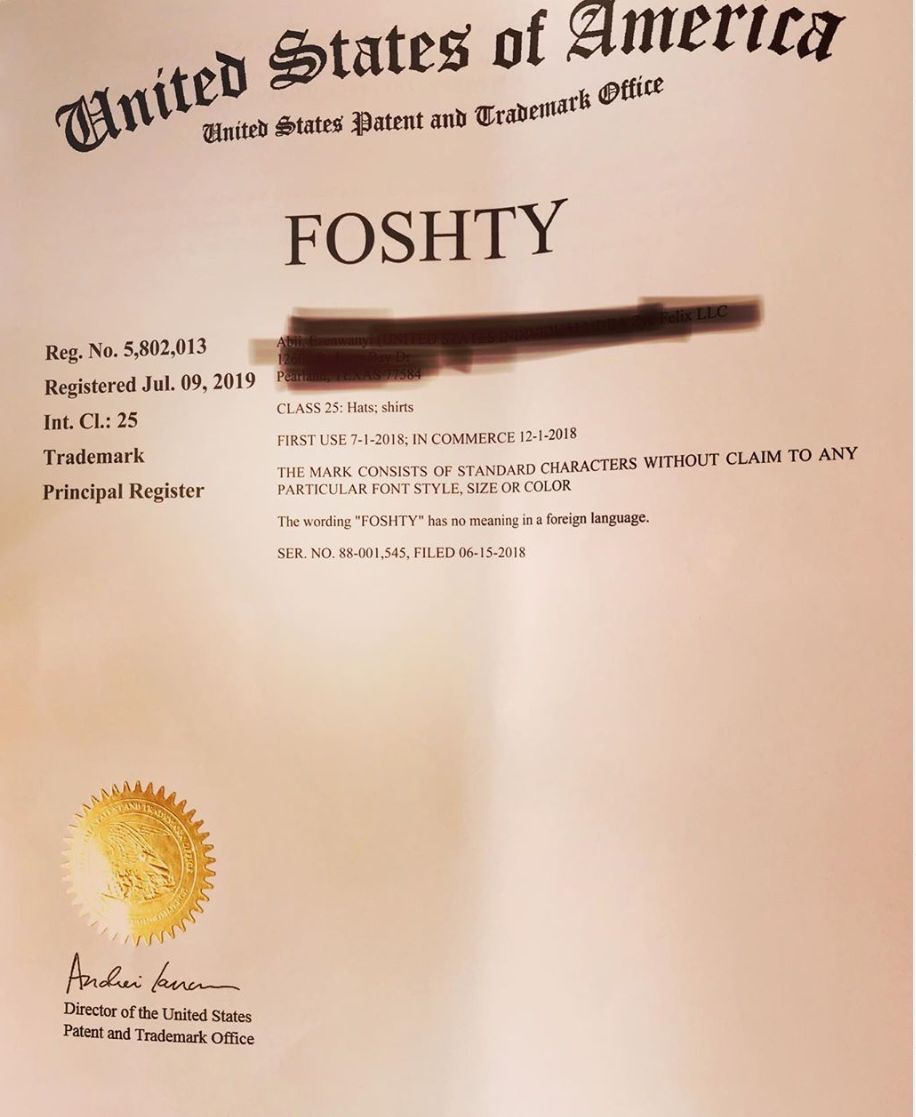 United States of America
United States Patent and Trademark Office
FOSHTY
Reg. No. 5,802,013
Registered Jul. 09, 2019
Int. Cl.: 25
Trademark
Principal Register
CLASS 25: Hats; shirts
FIRST USE 7-1-2018; IN COMMERCE 12-1-2018
THE MARK CONSISTS OF STANDARD CHARACTERS WITHOUT CLAIM TO ANY
PARTICULAR FONT STYLE, SIZE OR COLOR
The wording "FOSHTY" has no meaning in a foreign language.
SER. NO. 88-001,545, FILED 06-15-2018
Andrei
Director of the United States
Patent and Trademark Office